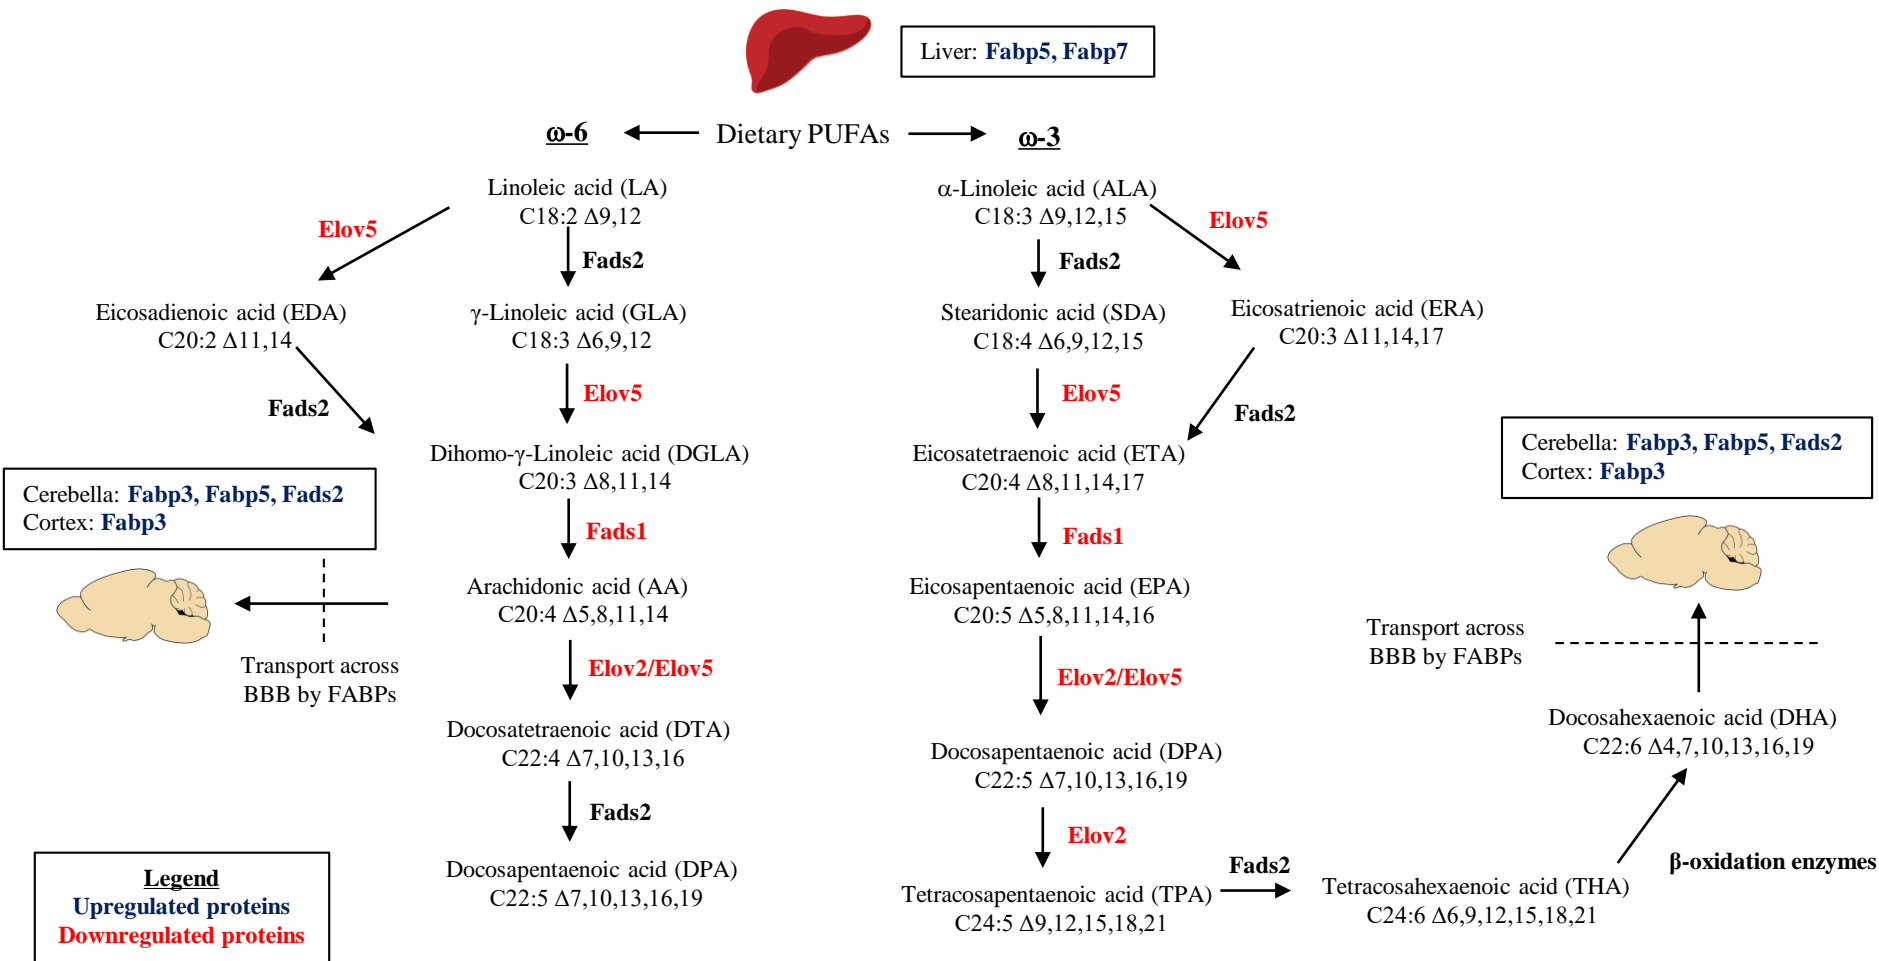 Liver: Fabp5, Fabp7
ω-6
Dietary PUFAs
ω-3
Linoleic acid (LA)
C18:2 Δ9,12
α-Linoleic acid (ALA)
C18:3 Δ9,12,15
Elov5
Fads2
Fads2
Elov5
Eicosadienoic acid (EDA)
C20:2 Δ11,14
γ-Linoleic acid (GLA)
C18:3 Δ6,9,12
Stearidonic acid (SDA)
C18:4 Δ6,9,12,15
Eicosatrienoic acid (ERA)
C20:3 Δ11,14,17
Fads2
Elov5
Elov5
Fads2
Dihomo-γ-Linoleic acid (DGLA)
C20:3 Δ8,11,14
Eicosatetraenoic acid (ETA)
C20:4 Δ8,11,14,17
Cerebella: Fabp3, Fabp5, Fads2
Cortex: Fabp3
Cerebella: Fabp3, Fabp5, Fads2
Cortex: Fabp3
Fads1
Fads1
Arachidonic acid (AA)
C20:4 Δ5,8,11,14
Eicosapentaenoic acid (EPA)
C20:5 Δ5,8,11,14,16
Transport across
BBB by FABPs
Elov2/Elov5
Elov2/Elov5
Transport across
BBB by FABPs
Docosatetraenoic acid (DTA)
C22:4 Δ7,10,13,16
Docosapentaenoic acid (DPA)
C22:5 Δ7,10,13,16,19
Docosahexaenoic acid (DHA)
C22:6 Δ4,7,10,13,16,19
Fads2
Elov2
Fads2
β-oxidation enzymes
Docosapentaenoic acid (DPA)
C22:5 Δ7,10,13,16,19
Tetracosapentaenoic acid (TPA)
C24:5 Δ9,12,15,18,21
Tetracosahexaenoic acid (THA)
C24:6 Δ6,9,12,15,18,21
Legend
Upregulated proteins
Downregulated proteins